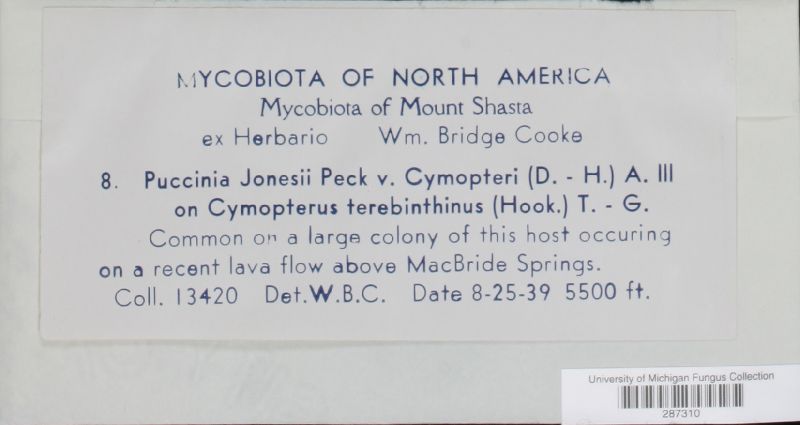 MYCOBIOTA OF NORTH AMERICA
Mycobiota of Mount Shasta
ex Herbario Wm. Bridge Cooke
8. Puccinia Jonesii Peck v. Cymopteri (D. - H.) A. III
on Cymopterus terebinthinus (Hook.) T. - G.
Common on a large colony of this host occuring
on a recent lava flow above MacBride Springs.
Coll. 13420 Det.W.B.C. Date 8-25-39 5500 ft.
University of Michigan Fungus Collection
287310